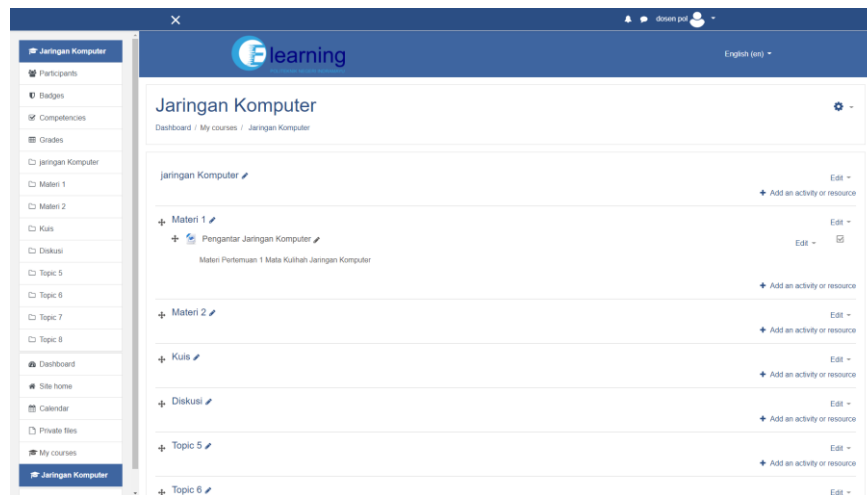 dosen pol
Jaringan Komputer
Participants
Badges
Competencies
Grades
jaringan Komputer
Materi 1
Materi 2
Kuis
Diskusi
Topic 5
Topic 6
Topic 7
Topic 8
Dashboard
Site home
Calendar
Private files
My courses
Jaringan Komputer
Elearning
English (en)
Jaringan Komputer
Dashboard / My courses / Jaringan Komputer
jaringan Komputer
Edit
Add an activity or resource
Materi 1
Edit
Pengantar Jaringan Komputer
Edit
Materi Pertemuan 1 Mata Kulihah Jaringan Komputer
Add an activity or resource
Materi 2
Edit
Add an activity or resource
Kuis
Edit
Add an activity or resource
Diskusi
Edit
Add an activity or resource
Topic 5
Edit
Add an activity or resource
Topic 6
Edit